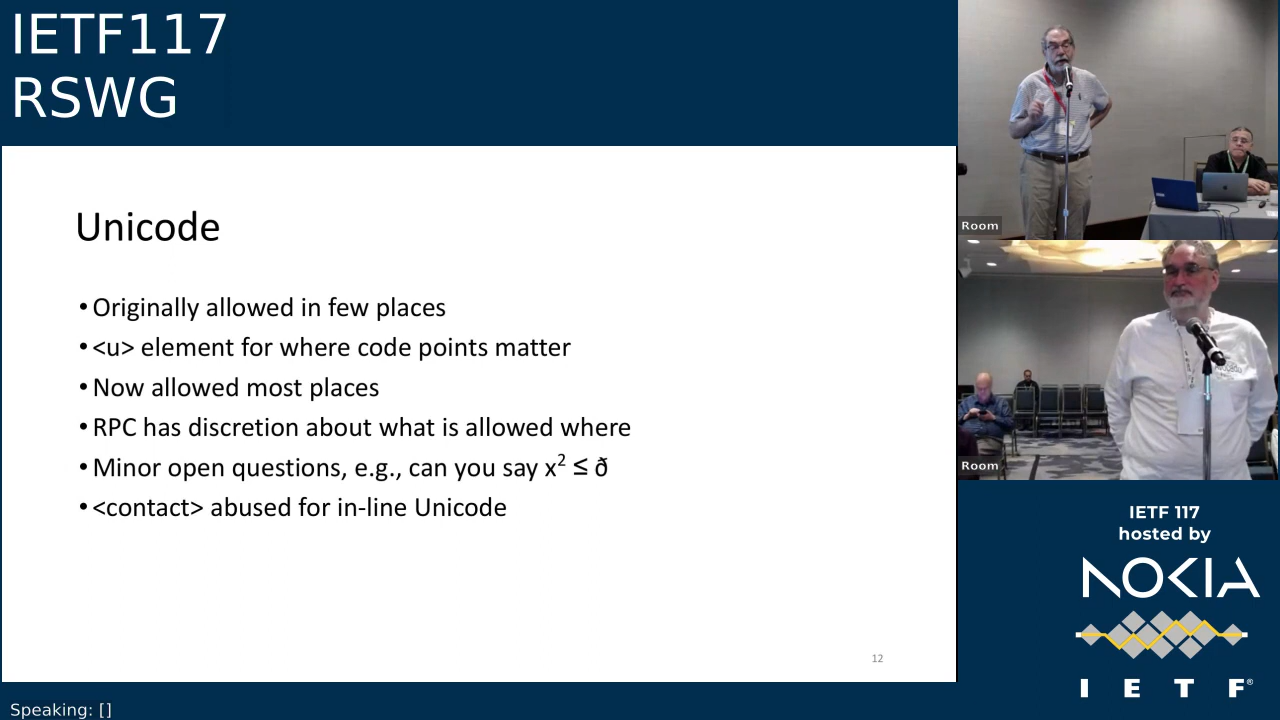 IETF117
RSWG
Unicode
•Originally allowed in few places
•<u> element for where code points matter
•Now allowed most places
•RPC has discretion about what is allowed where
•Minor open questions, e.g., can you say x² ≤ ð
•<contact> abused for in-line Unicode
12
Room
Room
IETF 117
hosted by
NOKIA
I E T F®
Speaking: []